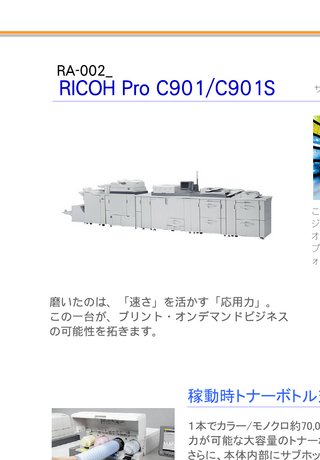 RA-002_
RICOH Pro C901/C901S
磨いたのは、「速さ」を活かす「応用力」。
この一台が、プリント・オンデマンドビジネス
の可能性を拓きます。
稼動時トナーボトル
1本でカラー/モノクロ約70,0
力が可能な大容量のトナー
さらに、本体内部にサブホッ